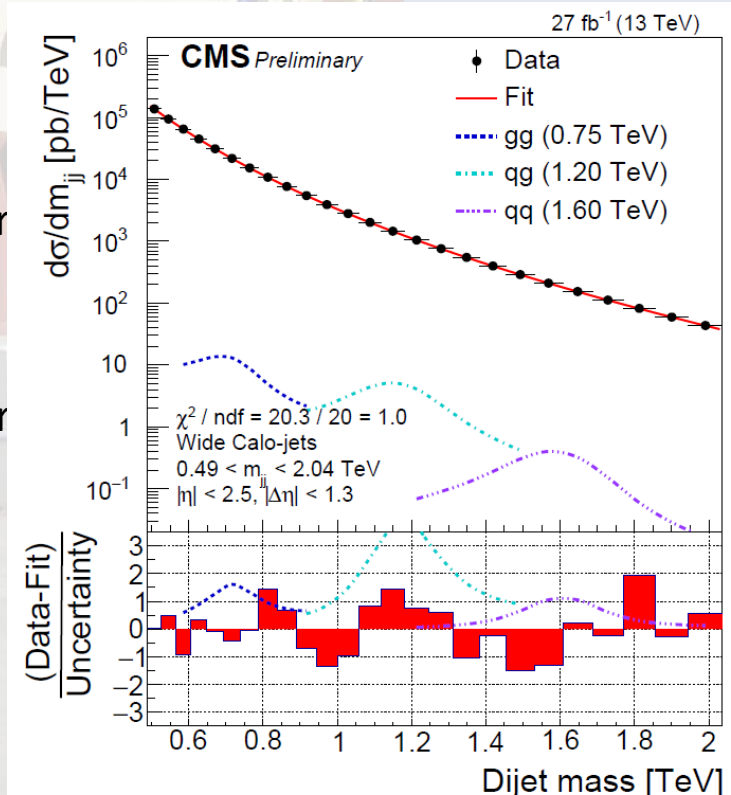 27 fb⁻¹ (13 TeV)
CMS Preliminary
Data
Fit
gg (0.75 TeV)
qg (1.20 TeV)
qq (1.60 TeV)
dσ/dm_jj [pb/TeV]
10⁶
10⁵
10⁴
10³
10²
10
1
10⁻¹
r
r
χ² / ndf = 20.3 / 20 = 1.0
Wide Calo-jets
0.49 < m_jj < 2.04 TeV
|η| < 2.5, |Δη| < 1.3
(Data-Fit)
Uncertainty
3
2
1
0
−1
−2
−3
0.6 0.8 1 1.2 1.4 1.6 1.8 2
Dijet mass [TeV]